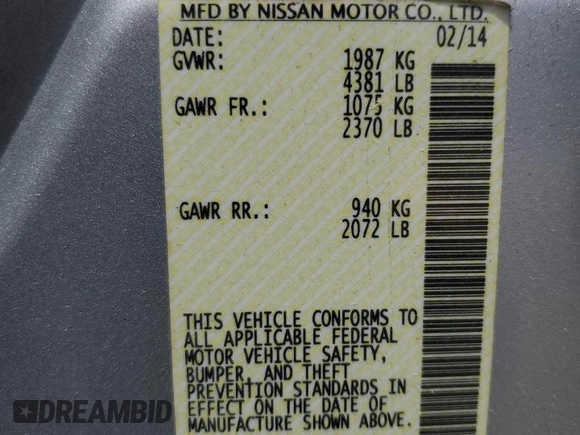 MFD BY NISSAN MOTOR CO., LTD.
DATE: 02/14
GVWR: 1987 KG
4381 LB
GAWR FR.: 1075 KG
2370 LB
GAWR RR.: 940 KG
2072 LB
THIS VEHICLE CONFORMS TO
ALL APPLICABLE FEDERAL
MOTOR VEHICLE SAFETY,
BUMPER, AND THEFT
PREVENTION STANDARDS IN
EFFECT ON THE DATE OF
MANUFACTURE SHOWN ABOVE.
DREAMBID